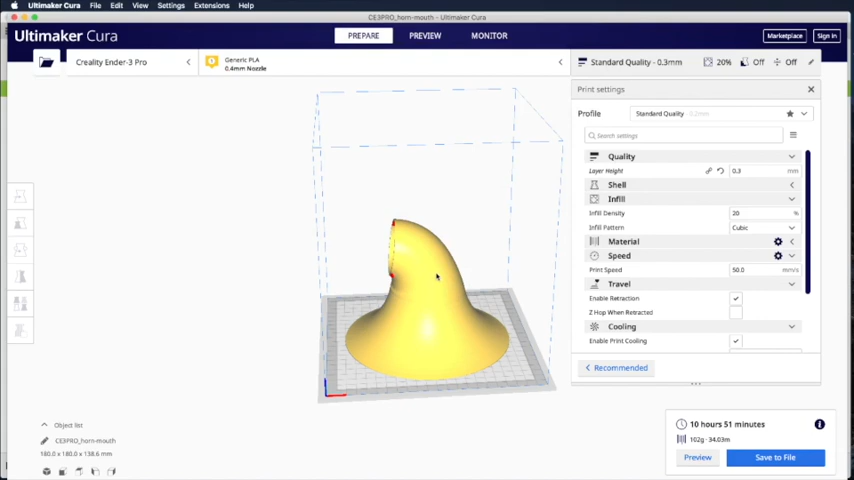 Ultimaker Cura File Edit View Settings Extensions Help
CE3PRO_horn-mouth - Ultimaker Cura
Ultimaker Cura PREPARE PREVIEW MONITOR Marketplace Sign in
Creality Ender-3 Pro
Generic PLA
0.4mm Nozzle
Standard Quality - 0.3mm 20% Off Off
Print settings
Profile Standard Quality - 0.2mm
Search settings
Quality
Layer Height 0.3 mm
Shell
Infill
Infill Density 20 %
Infill Pattern Cubic
Material
Speed
Print Speed 50.0 mm/s
Travel
Enable Retraction
Z Hop When Retracted
Cooling
Enable Print Cooling
Recommended
Object list
CE3PRO_horn-mouth
180.0 x 180.0 x 138.6 mm
10 hours 51 minutes
102g · 34.03m
Preview Save to File